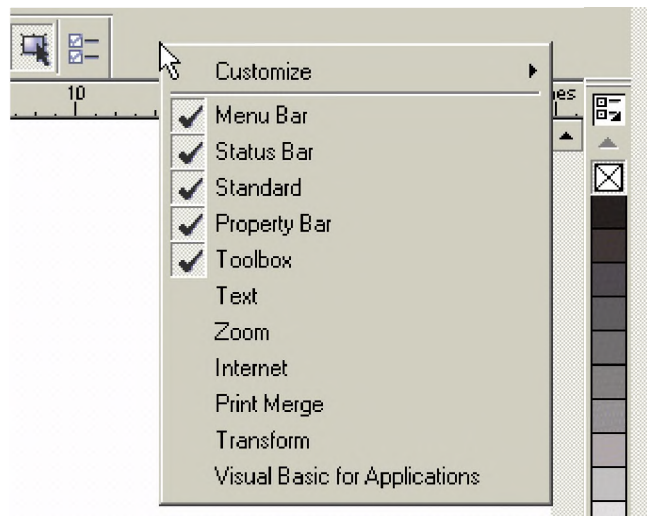 Customize
10
es
Menu Bar
Status Bar
Standard
Property Bar
Toolbox
Text
Zoom
Internet
Print Merge
Transform
Visual Basic for Applications